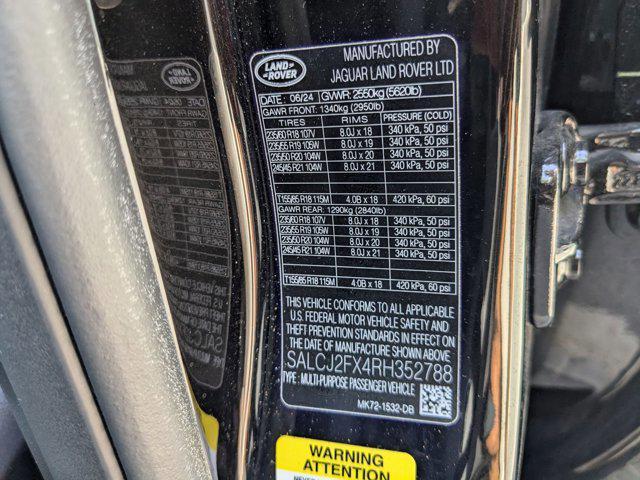 LAND-
ROVER
MANUFACTURED BY
JAGUAR LAND ROVER LTD
DATE: 06/24 GVWR: 2550kg (5620lb)
GAWR FRONT: 1340kg (2950lb)
TIRES RIMS PRESSURE (COLD)
235/60 R18 107V 8.0J x 18 340 kPa, 50 psi
235/55 R19 105W 8.0J x 19 340 kPa, 50 psi
235/50 R20 104W 8.0J x 20 340 kPa, 50 psi
245/45 R21 104W 8.0J x 21 340 kPa, 50 psi
T155/85 R18 115M 4.0B x 18 420 kPa, 60 psi
GAWR REAR: 1290kg (2840lb)
235/60 R18 107V 8.0J x 18 340 kPa, 50 psi
235/55 R19 105W 8.0J x 19 340 kPa, 50 psi
235/50 R20 104W 8.0J x 20 340 kPa, 50 psi
245/45 R21 104W 8.0J x 21 340 kPa, 50 psi
T155/85 R18 115M 4.0B x 18 420 kPa, 60 psi
THIS VEHICLE CONFORMS TO ALL APPLICABLE
U.S. FEDERAL MOTOR VEHICLE SAFETY AND
THEFT PREVENTION STANDARDS IN EFFECT ON
THE DATE OF MANUFACTURE SHOWN ABOVE.
SALCJ2FX4RH352788
TYPE: MULTI-PURPOSE PASSENGER VEHICLE
MK72-1532-DB
WARNING
ATTENTION